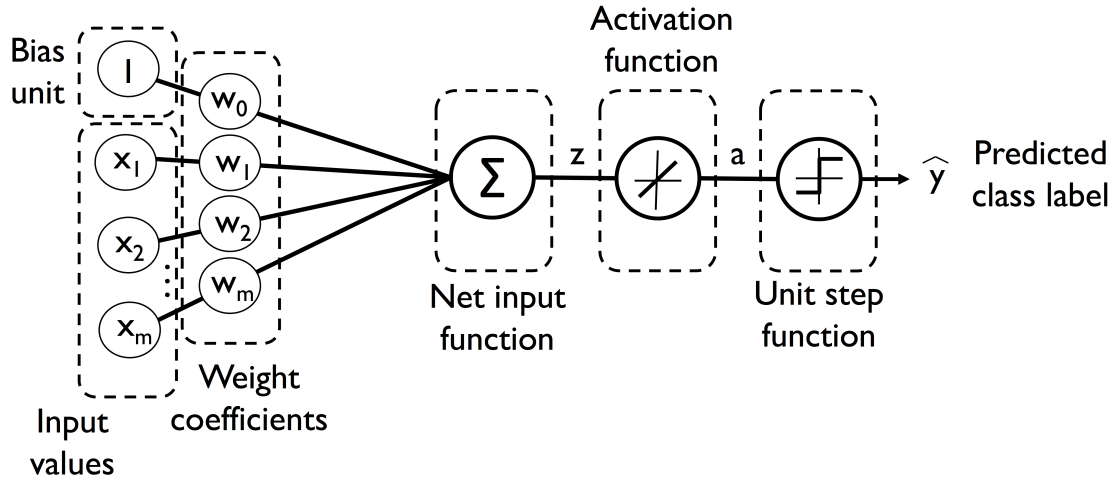 Bias
unit
1
w0
x1
w1
x2
w2
⋮
xm
wm
Input
values
Weight
coefficients
Σ
Net input
function
z
Activation
function
a
Unit step
function
ŷ
Predicted
class label